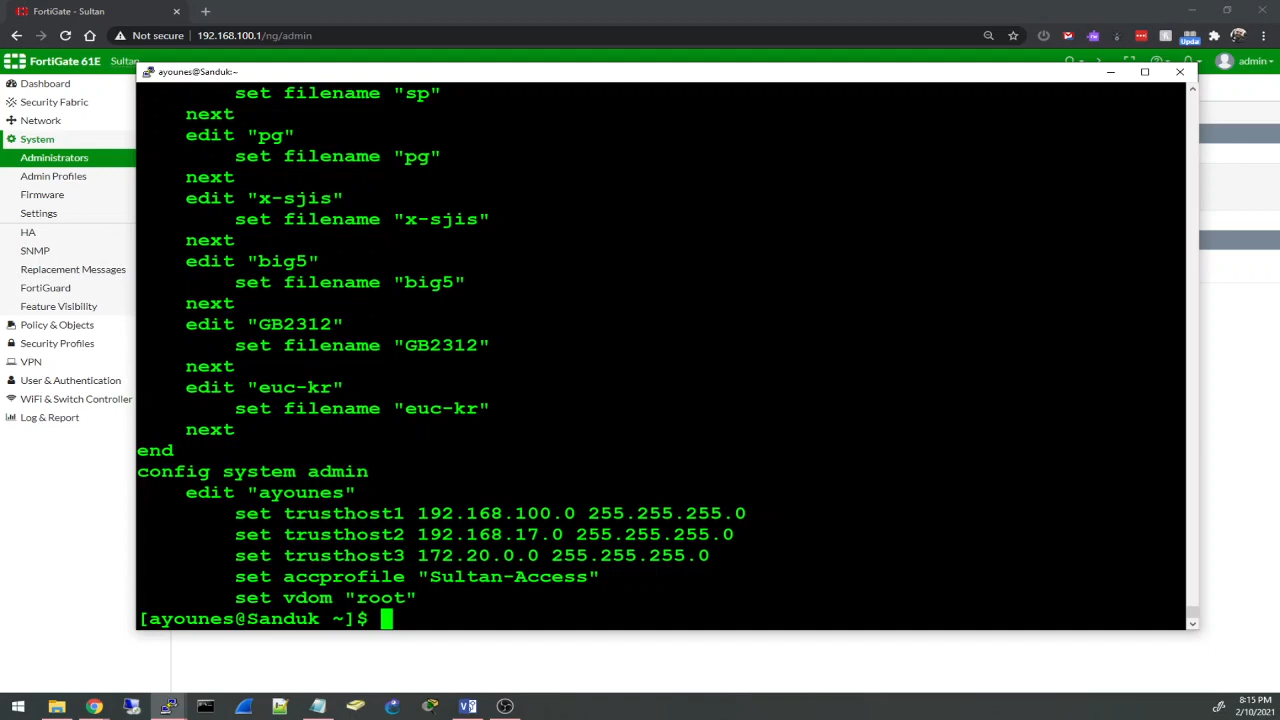 FortiGate - Sultan
Not secure | 192.168.100.1/ng/admin
Upda
FortiGate 61E Sultan
admin
ayounes@Sanduk:~
Dashboard
Security Fabric
Network
System
Administrators
Admin Profiles
Firmware
Settings
HA
SNMP
Replacement Messages
FortiGuard
Feature Visibility
Policy & Objects
Security Profiles
VPN
User & Authentication
WiFi & Switch Controller
Log & Report
set filename "sp"
next
edit "pg"
set filename "pg"
next
edit "x-sjis"
set filename "x-sjis"
next
edit "big5"
set filename "big5"
next
edit "GB2312"
set filename "GB2312"
next
edit "euc-kr"
set filename "euc-kr"
next
end
config system admin
edit "ayounes"
set trusthost1 192.168.100.0 255.255.255.0
set trusthost2 192.168.17.0 255.255.255.0
set trusthost3 172.20.0.0 255.255.255.0
set accprofile "Sultan-Access"
set vdom "root"
[ayounes@Sanduk ~]$
8:15 PM
2/10/2021